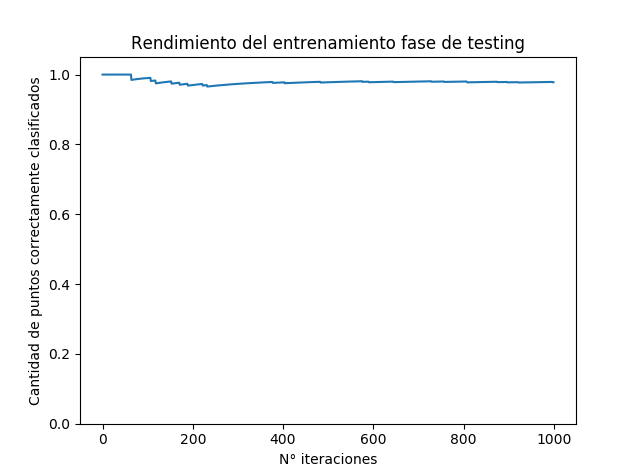 Rendimiento del entrenamiento fase de testing
Cantidad de puntos correctamente clasificados
1.0
0.8
0.6
0.4
0.2
0.0
0 200 400 600 800 1000
N° iteraciones